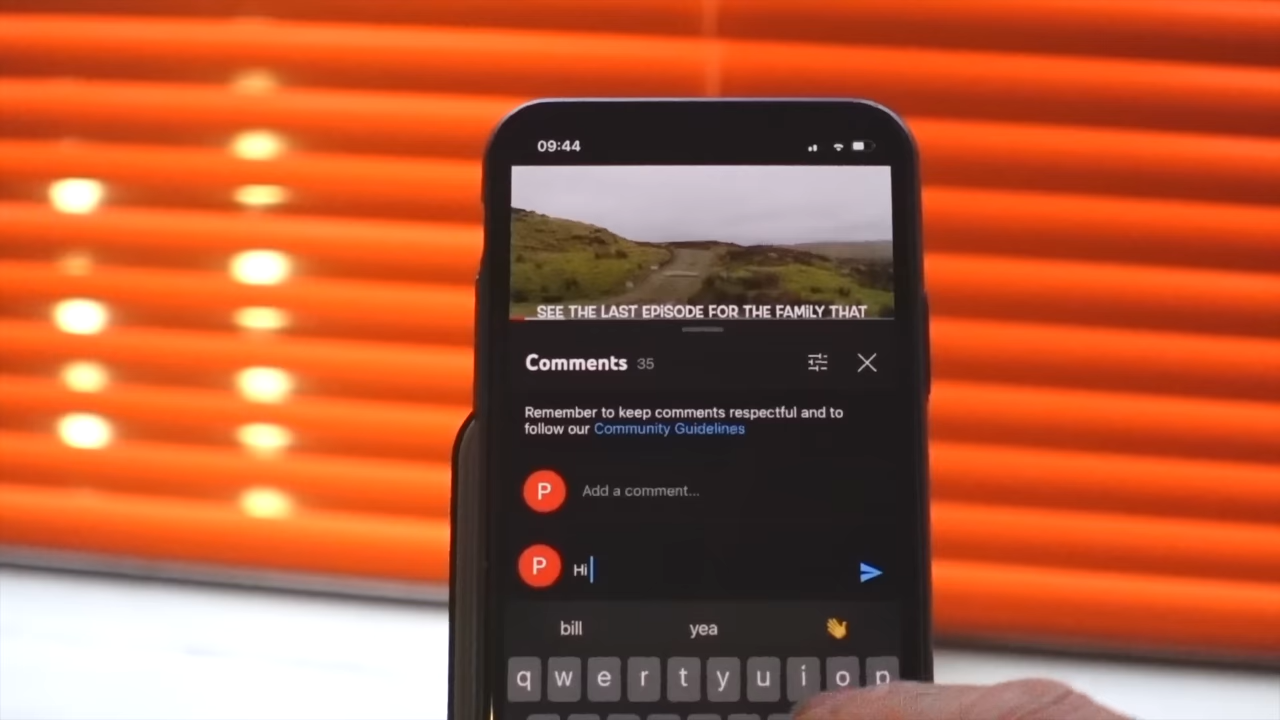 09:44
SEE THE LAST EPISODE FOR THE FAMILY THAT
Comments 35
Remember to keep comments respectful and to
follow our Community Guidelines
P Add a comment...
P Hi
bill yea
q w e r t y u i o p